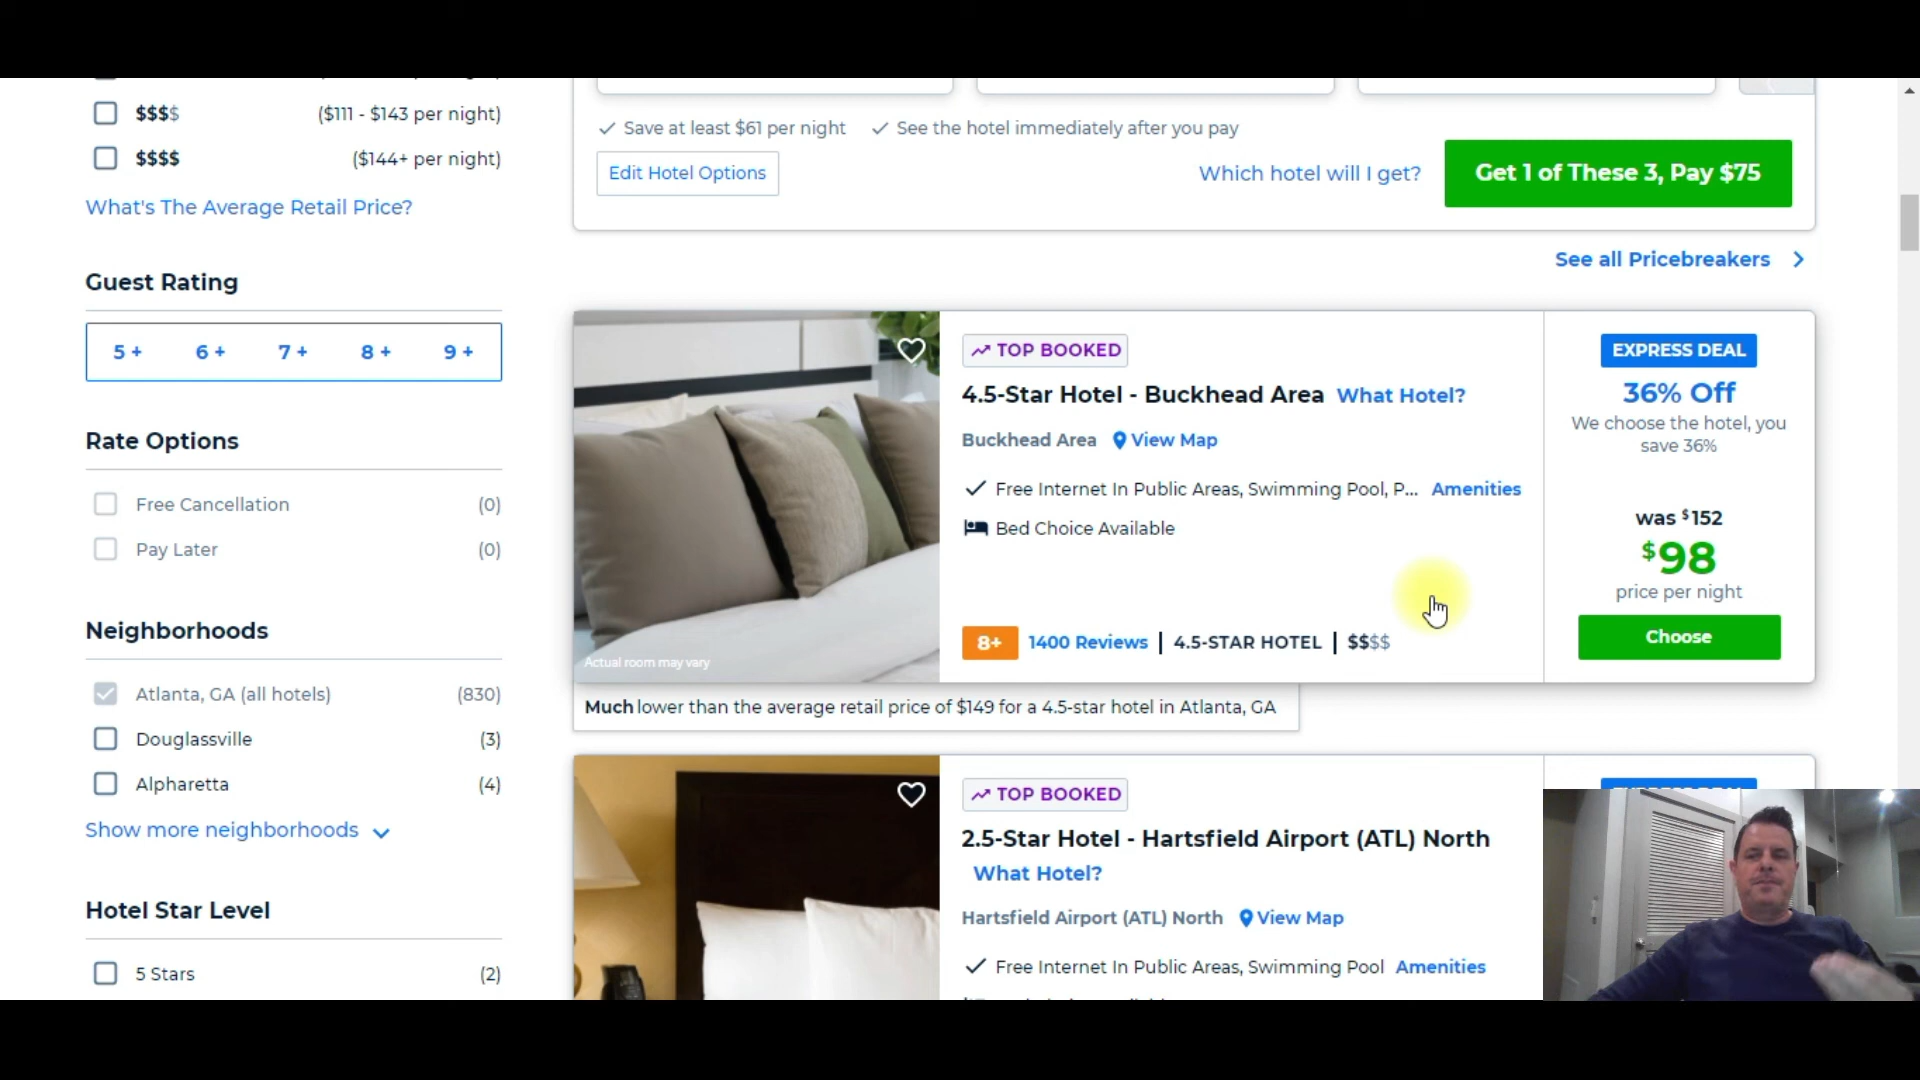 $$$$ ($111 - $143 per night)
$$$$ ($144+ per night)
What's The Average Retail Price?
Guest Rating
5 + 6 + 7 + 8 + 9 +
Rate Options
Free Cancellation (0)
Pay Later (0)
Neighborhoods
Atlanta, GA (all hotels) (830)
Douglassville (3)
Alpharetta (4)
Show more neighborhoods
Hotel Star Level
5 Stars (2)
Save at least $61 per night See the hotel immediately after you pay
Edit Hotel Options Which hotel will I get? Get 1 of These 3, Pay $75
See all Pricebreakers
Actual room may vary
TOP BOOKED
4.5-Star Hotel - Buckhead Area What Hotel?
Buckhead Area View Map
Free Internet In Public Areas, Swimming Pool, P... Amenities
Bed Choice Available
8+ 1400 Reviews | 4.5-STAR HOTEL | $$$$
EXPRESS DEAL
36% Off
We choose the hotel, you
save 36%
was $152
$98
price per night
Choose
Much lower than the average retail price of $149 for a 4.5-star hotel in Atlanta, GA
TOP BOOKED
2.5-Star Hotel - Hartsfield Airport (ATL) North
What Hotel?
Hartsfield Airport (ATL) North View Map
Free Internet In Public Areas, Swimming Pool Amenities